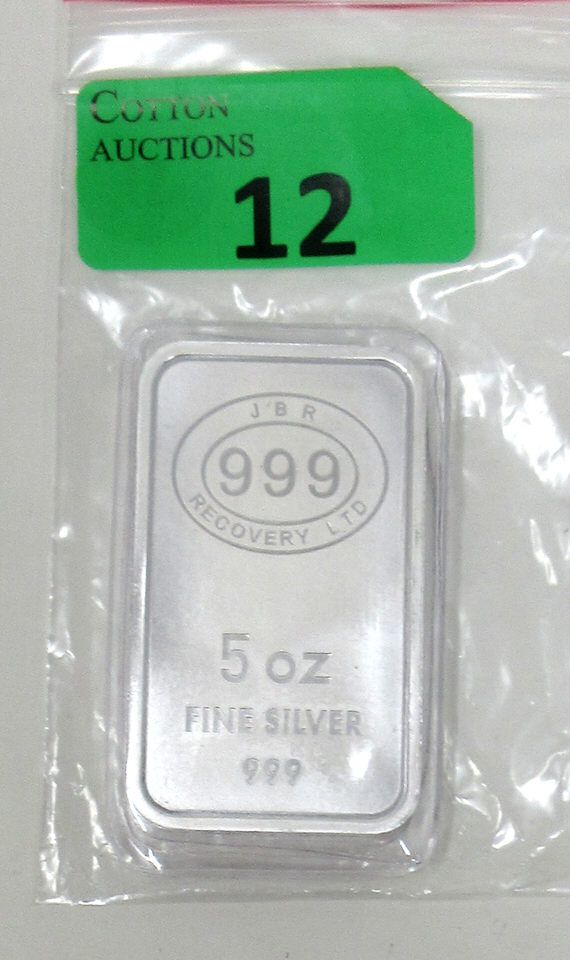 COTTON
AUCTIONS
12
J B R
999
RECOVERY LTD
5 oz
FINE SILVER
999